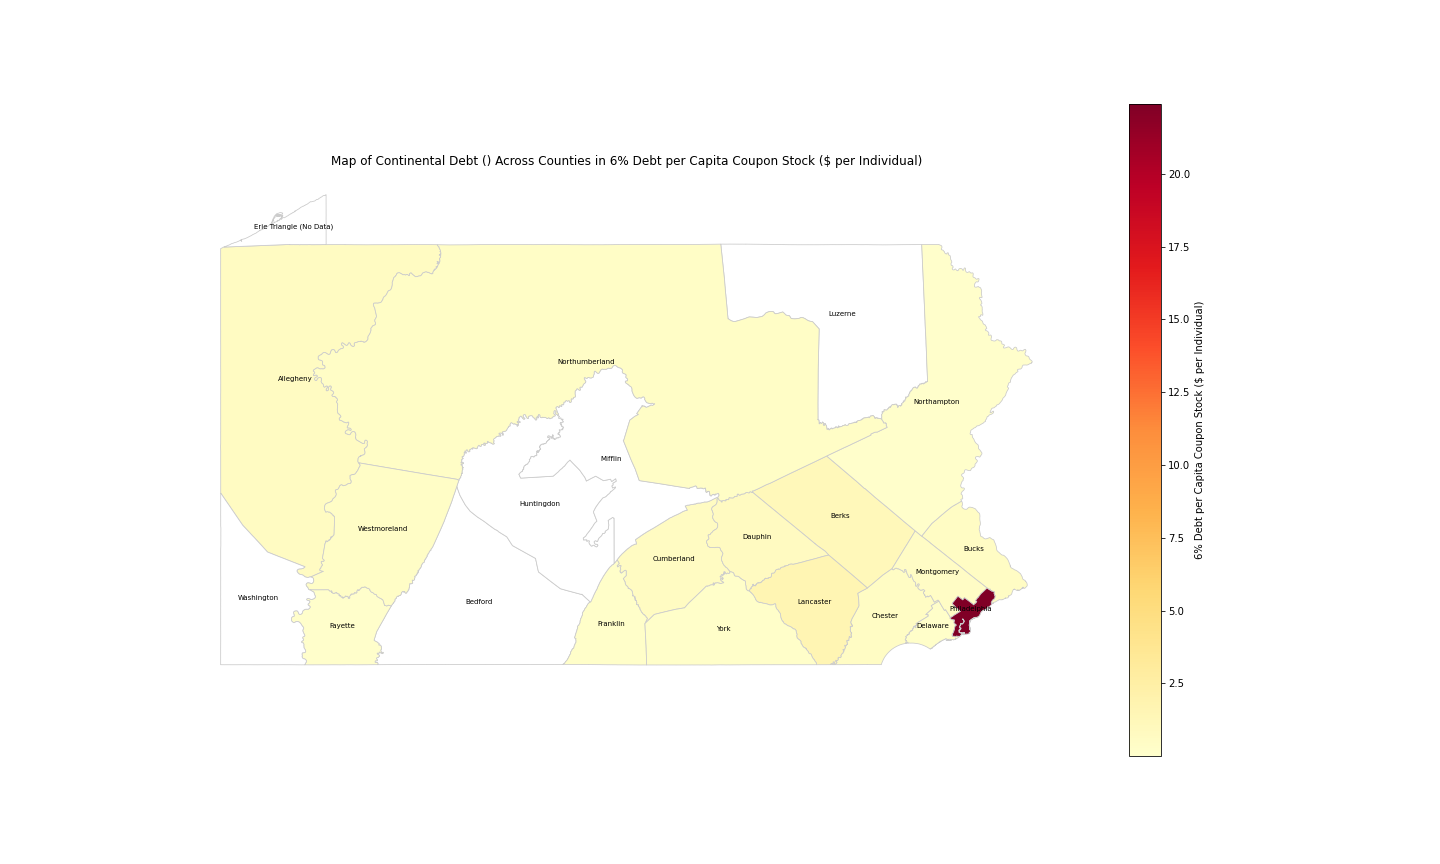 Map of Continental Debt () Across Counties in 6% Debt per Capita Coupon Stock ($ per Individual)
Erie Triangle (No Data)
Luzerne
Northumberland
Allegheny
Northampton
Mifflin
Huntingdon
Berks
Westmoreland
Dauphin
Bucks
Cumberland
Montgomery
Washington
Bedford
Lancaster
Philadelphia
Chester
Franklin
Fayette
Delaware
York
20.0
17.5
15.0
12.5
10.0
7.5
5.0
2.5
6% Debt per Capita Coupon Stock ($ per Individual)